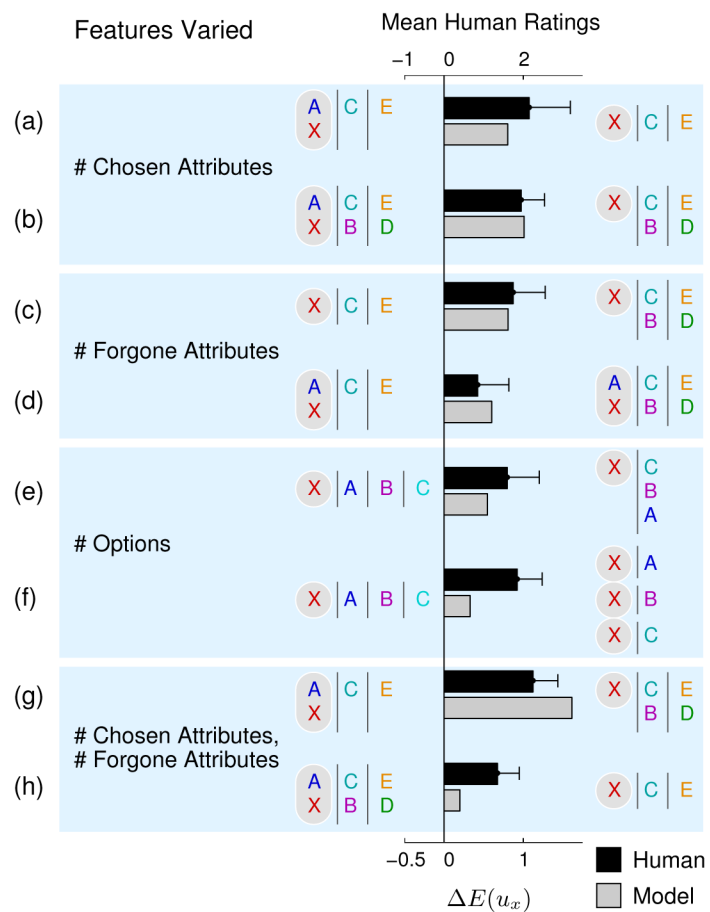 Features Varied
Mean Human Ratings
-1 0 2
(a)
A C E
X
X C E
# Chosen Attributes
(b)
A C E
X B D
X C E
B D
(c)
X C E
X C E
B D
# Forgone Attributes
(d)
A C E
X
A C E
X B D
(e)
X A B C
X C
B
A
# Options
(f)
X A B C
X A
X B
X C
(g)
A C E
X
X C E
B D
# Chosen Attributes,
# Forgone Attributes
(h)
A C E
X B D
X C E
-0.5 0 1
ΔE(uₓ)
Human
Model